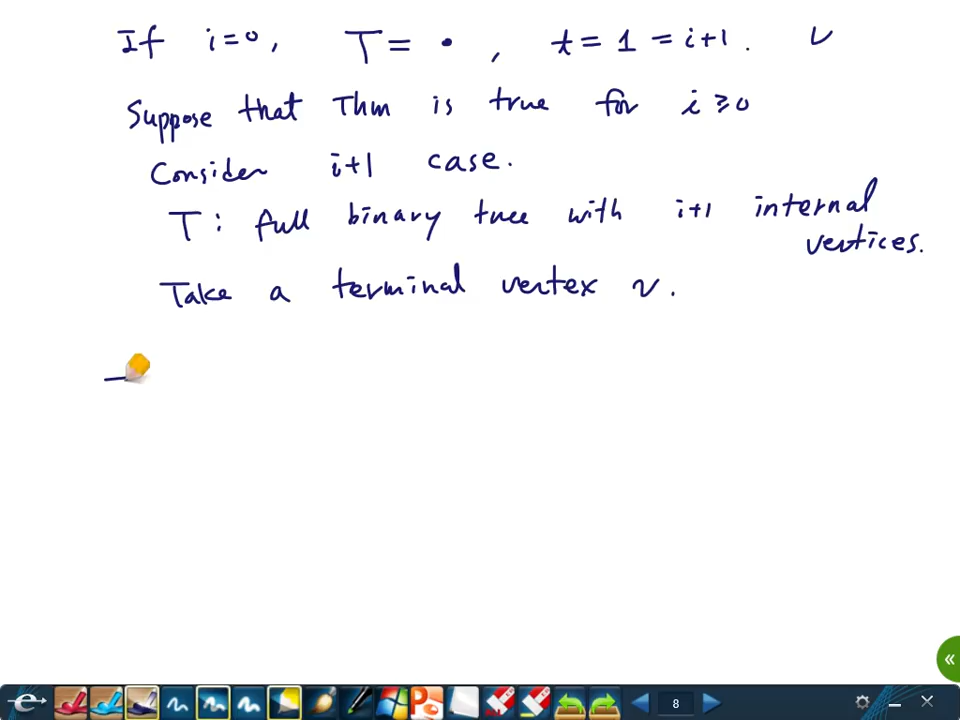 If i=0, T= • , t = 1 = i+1. ✓
Suppose that Thm is true for i ≥ 0
Consider i+1 case.
T: full binary tree with i+1 internal
vertices.
Take a terminal vertex v.
8